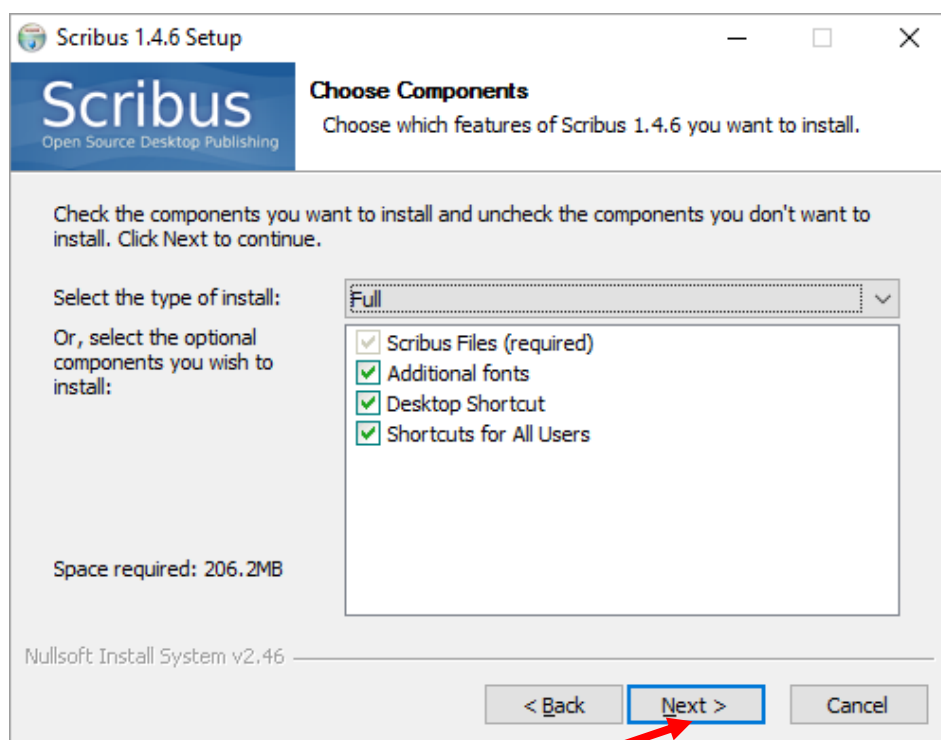 Scribus 1.4.6 Setup
Scribus
Open Source Desktop Publishing
Choose Components
Choose which features of Scribus 1.4.6 you want to install.
Check the components you want to install and uncheck the components you don't want to
install. Click Next to continue.
Select the type of install:
Full
Or, select the optional
components you wish to
install:
Scribus Files (required)
Additional fonts
Desktop Shortcut
Shortcuts for All Users
Space required: 206.2MB
Nullsoft Install System v2.46
< Back
Next >
Cancel